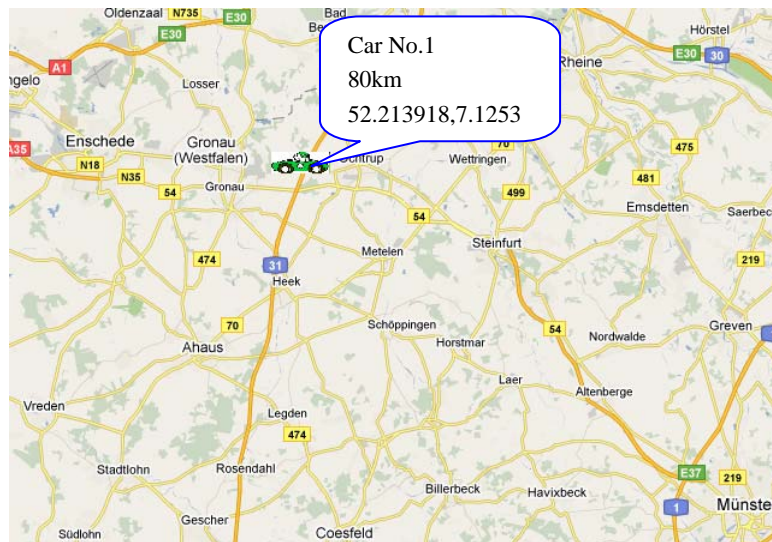 Oldenzaal
N735
E30
Bad
Be
Car No.1
80km
52.213918,7.1253
Hörstel
E30
30
Rheine
A1
ngelo
Losser
Enschede
Gronau
(Westfalen)
A35
N18
N35
54
Gronau
Ochtrup
Wettringen
70
475
499
481
Emsdetten
Saerbec
54
Steinfurt
474
Metelen
219
31
Heek
70
Schöppingen
Ahaus
Horstmar
54
Nordwalde
Greven
Laer
Altenberge
Vreden
Legden
474
Stadtlohn
Rosendahl
E37
219
Billerbeck
Havixbeck
1
Münste
Gescher
Coesfeld
Südlohn